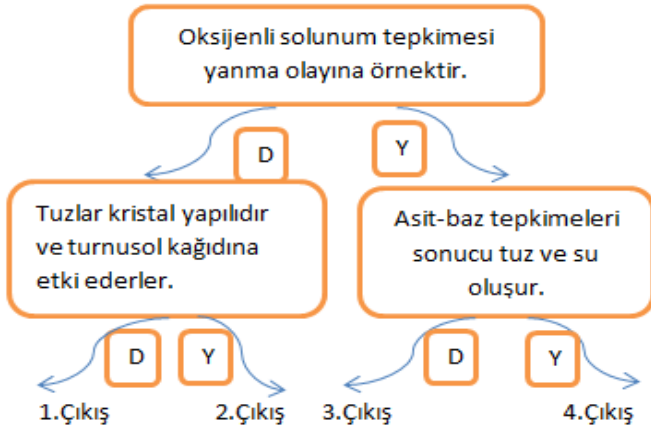 Oksijenli solunum tepkimesi
yanma olayına örnektir.
D
Y
Tuzlar kristal yapılıdır
ve turnusol kağıdına
etki ederler.
Asit-baz tepkimeleri
sonucu tuz ve su
oluşur.
D
Y
D
Y
1.Çıkış
2.Çıkış
3.Çıkış
4.Çıkış